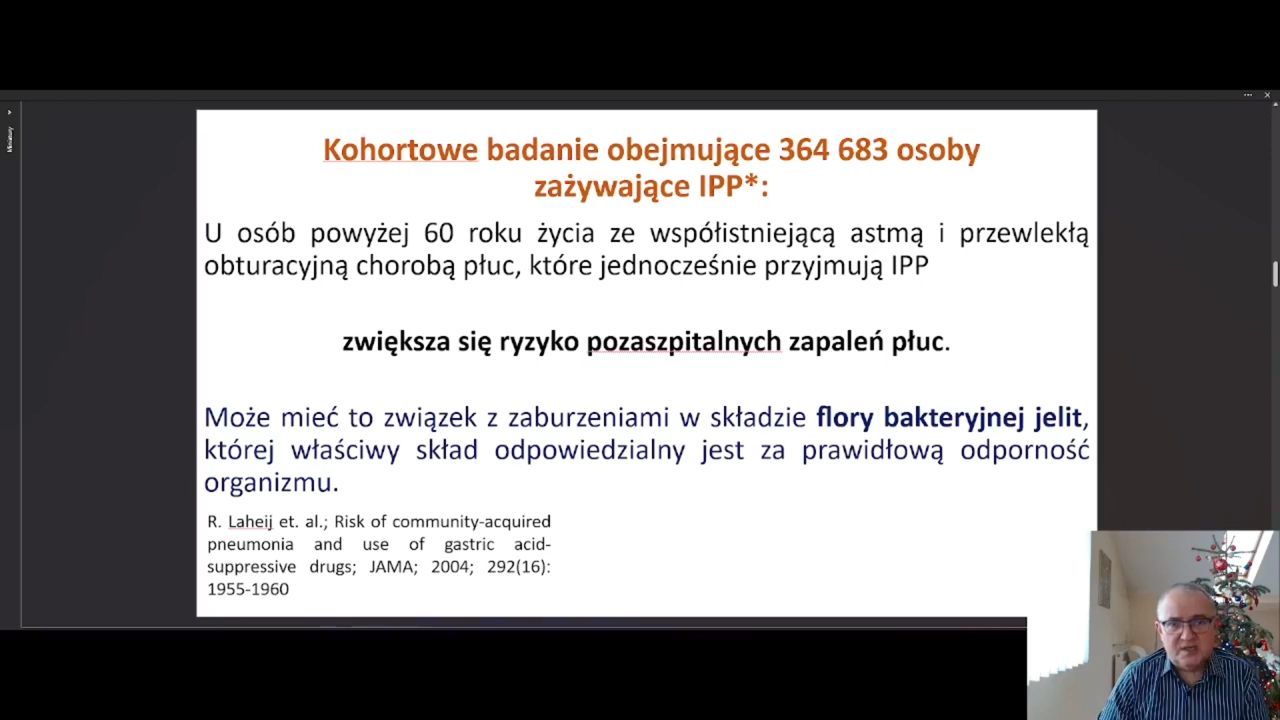 Miniatury
Kohortowe badanie obejmujące 364 683 osoby
zażywające IPP*:
U osób powyżej 60 roku życia ze współistniejącą astmą i przewlekłą
obturacyjną chorobą płuc, które jednocześnie przyjmują IPP
zwiększa się ryzyko pozaszpitalnych zapaleń płuc.
Może mieć to związek z zaburzeniami w składzie flory bakteryjnej jelit,
której właściwy skład odpowiedzialny jest za prawidłową odporność
organizmu.
R. Laheij et. al.; Risk of community-acquired
pneumonia and use of gastric acid-
suppressive drugs; JAMA; 2004; 292(16):
1955-1960